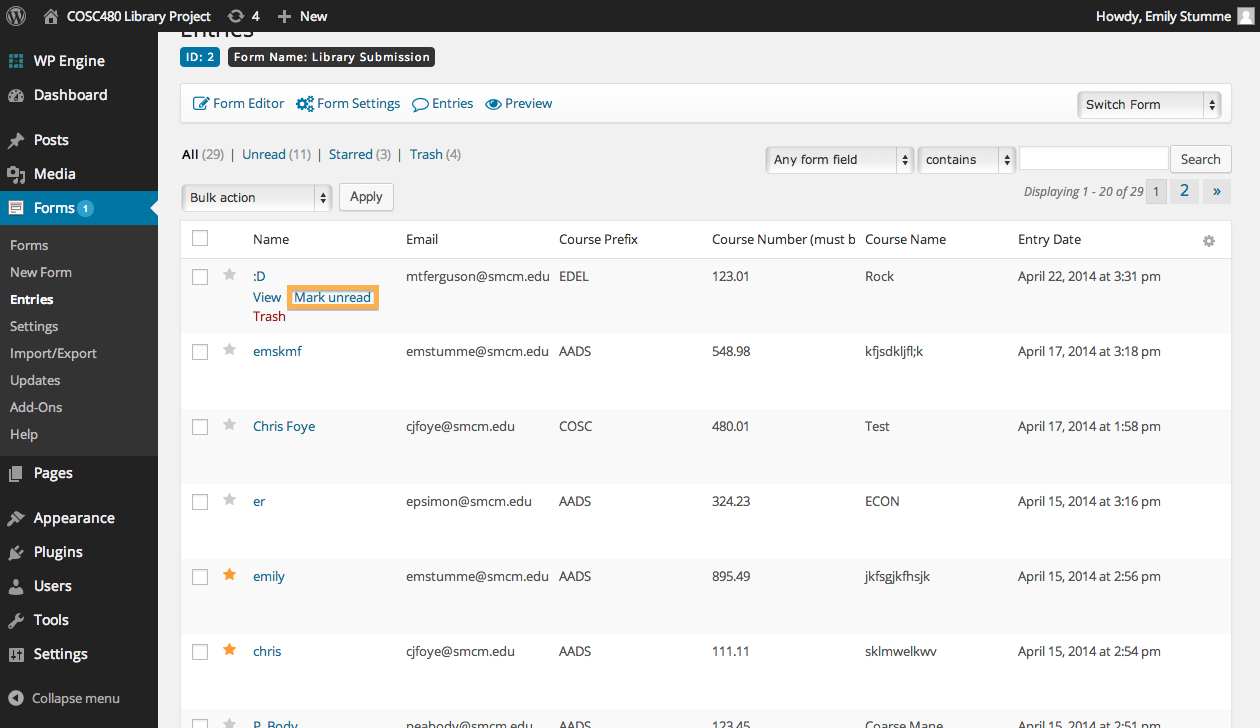 COSC480 Library Project 4 New Howdy, Emily Stumme
WP Engine
Dashboard
Posts
Media
Forms 1
Forms
New Form
Entries
Settings
Import/Export
Updates
Add-Ons
Help
Pages
Appearance
Plugins
Users
Tools
Settings
Collapse menu
Entries
ID: 2 Form Name: Library Submission
Form Editor Form Settings Entries Preview Switch Form
All (29) | Unread (11) | Starred (3) | Trash (4)
Any form field contains Search
Bulk action Apply
Displaying 1 - 20 of 29 1 2 »
Name Email Course Prefix Course Number (must b Course Name Entry Date
:D mtferguson@smcm.edu EDEL 123.01 Rock April 22, 2014 at 3:31 pm
View Mark unread
Trash
emskmf emstumme@smcm.edu AADS 548.98 kfjsdkljfl;k April 17, 2014 at 3:18 pm
Chris Foye cjfoye@smcm.edu COSC 480.01 Test April 17, 2014 at 1:58 pm
er epsimon@smcm.edu AADS 324.23 ECON April 15, 2014 at 3:16 pm
emily emstumme@smcm.edu AADS 895.49 jkfsgjkfhsjk April 15, 2014 at 2:56 pm
chris cjfoye@smcm.edu AADS 111.11 sklmwelkwv April 15, 2014 at 2:54 pm
P. Body peabody@smcm.edu AADS 123.45 Coarse Mane April 15, 2014 at 2:51 pm